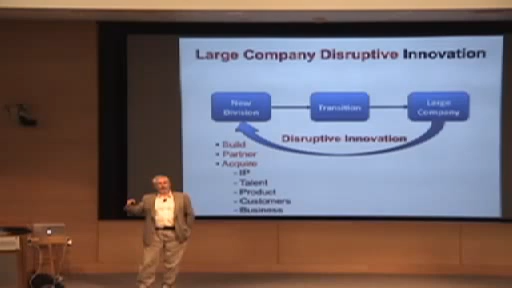 Large Company Disruptive Innovation
New Division
Transition
Large Company
Disruptive Innovation
• Build
• Partner
• Acquire
– IP
– Talent
– Product
– Customers
– Business